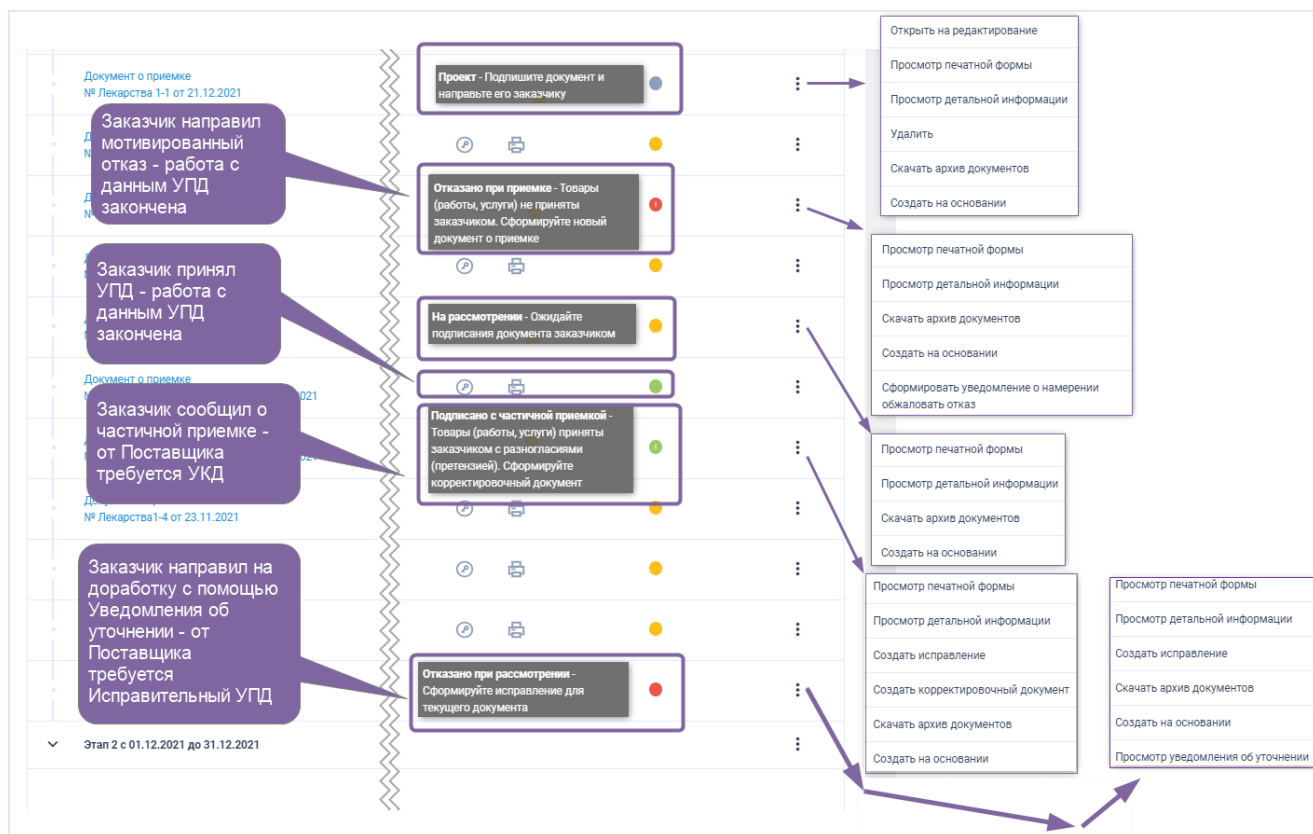 Документ о приемке
№ Лекарства 1-1 от 21.12.2021
Заказчик направил
мотивированный
отказ - работа с
данным УПД
закончена
Заказчик принял
УПД - работа с
данным УПД
закончена
Документ о приемке
021
Заказчик сообщил о
частичной приемке -
от Поставщика
требуется УКД
№ Лекарства1-4 от 23.11.2021
Заказчик направил на
доработку с помощью
Уведомления об
уточнении - от
Поставщика
требуется
Исправительный УПД
Этап 2 с 01.12.2021 до 31.12.2021
Проект - Подпишите документ и
направьте его заказчику
Отказано при приемке - Товары
(работы, услуги) не приняты
заказчиком. Сформируйте новый
документ о приемке
На рассмотрении - Ожидайте
подписания документа заказчиком
Подписано с частичной приемкой -
Товары (работы, услуги) приняты
заказчиком с разногласиями
(претензией). Сформируйте
корректировочный документ
Отказано при рассмотрении -
Сформируйте исправление для
текущего документа
Открыть на редактирование
Просмотр печатной формы
Просмотр детальной информации
Удалить
Скачать архив документов
Создать на основании
Просмотр печатной формы
Просмотр детальной информации
Скачать архив документов
Создать на основании
Сформировать уведомление о намерении
обжаловать отказ
Просмотр печатной формы
Просмотр детальной информации
Скачать архив документов
Создать на основании
Просмотр печатной формы
Просмотр детальной информации
Создать исправление
Создать корректировочный документ
Скачать архив документов
Создать на основании
Просмотр печатной формы
Просмотр детальной информации
Создать исправление
Скачать архив документов
Создать на основании
Просмотр уведомления об уточнении